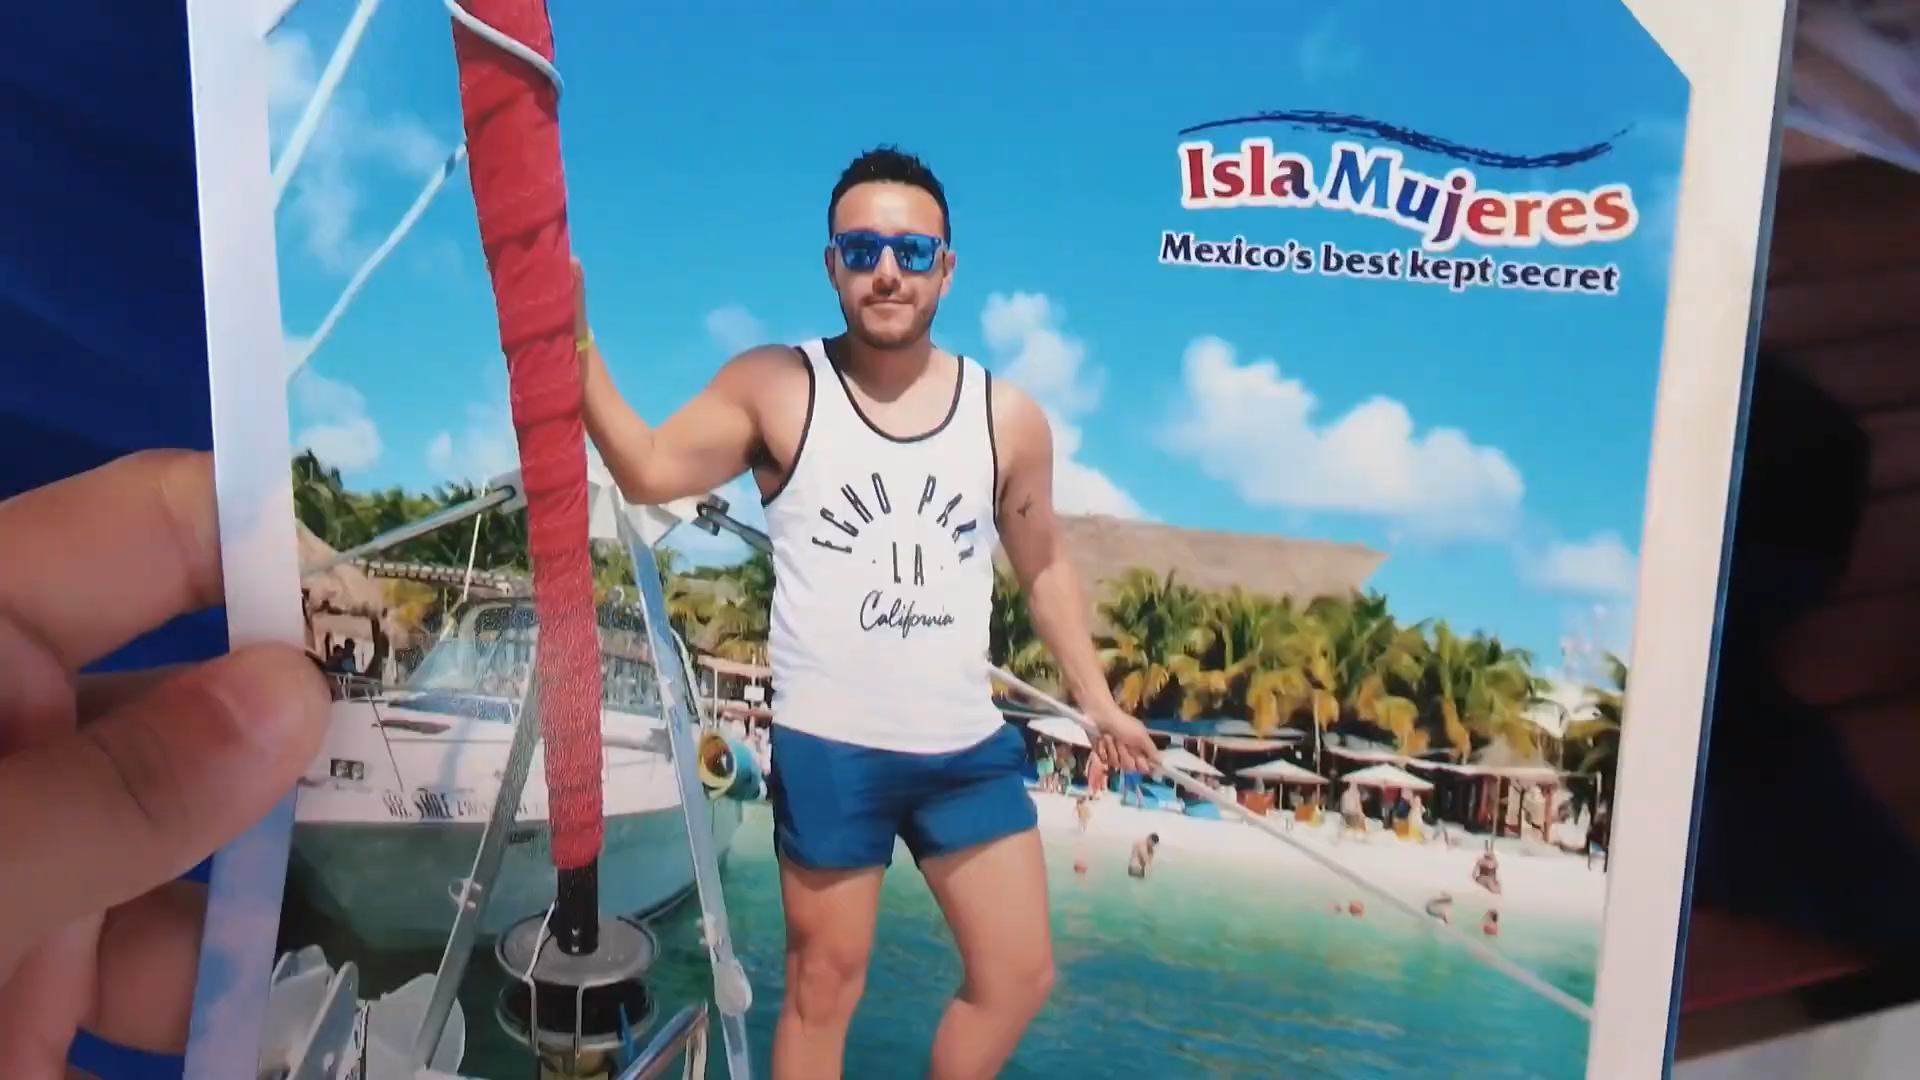 Isla Mujeres
Mexico's best kept secret
ECHO PARK
LA
California